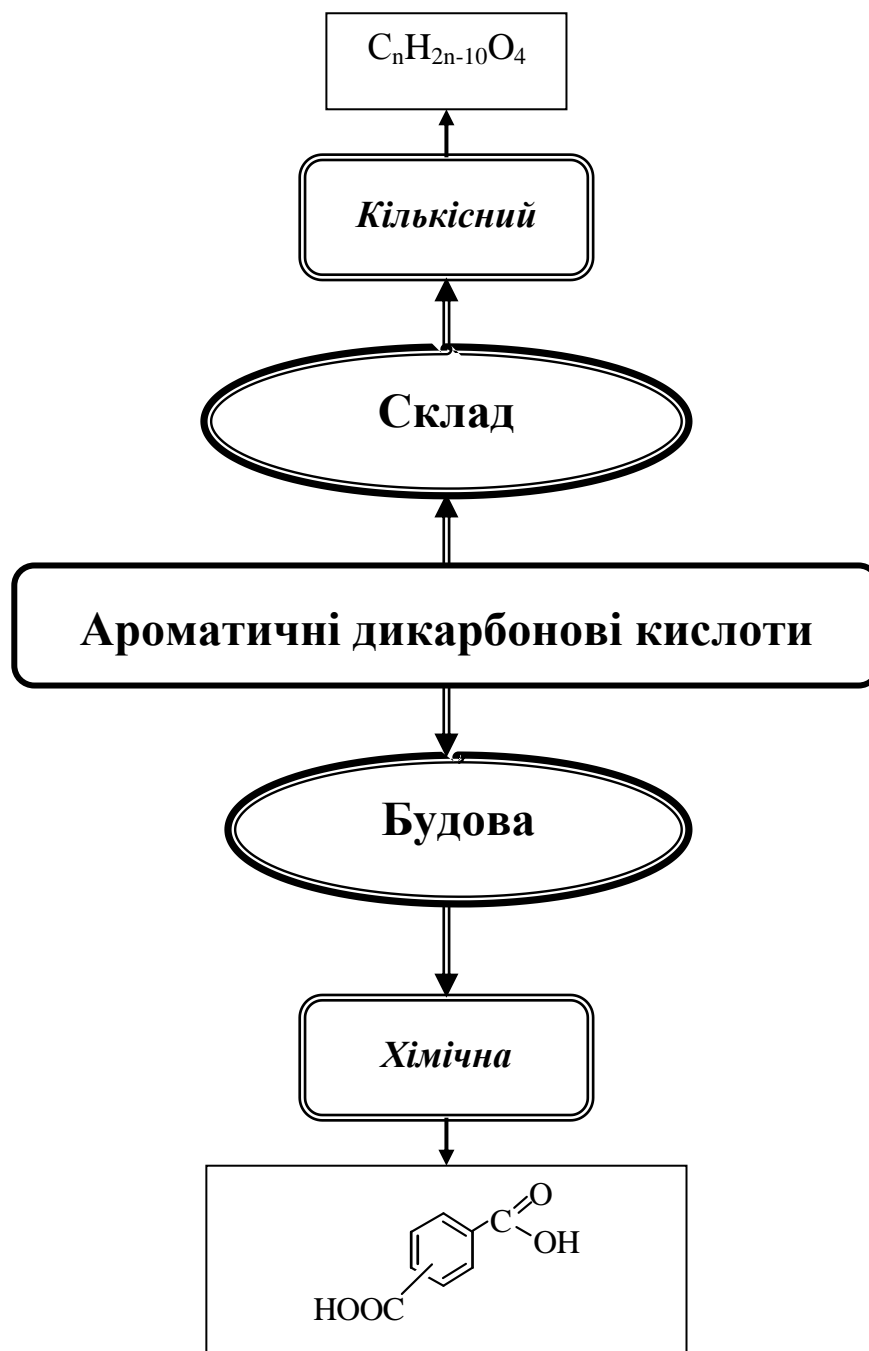 CnH2n-10O4
Кількісний
Склад
Ароматичні дикарбонові кислоти
Будова
Хімічна
O
C
OH
HOOC